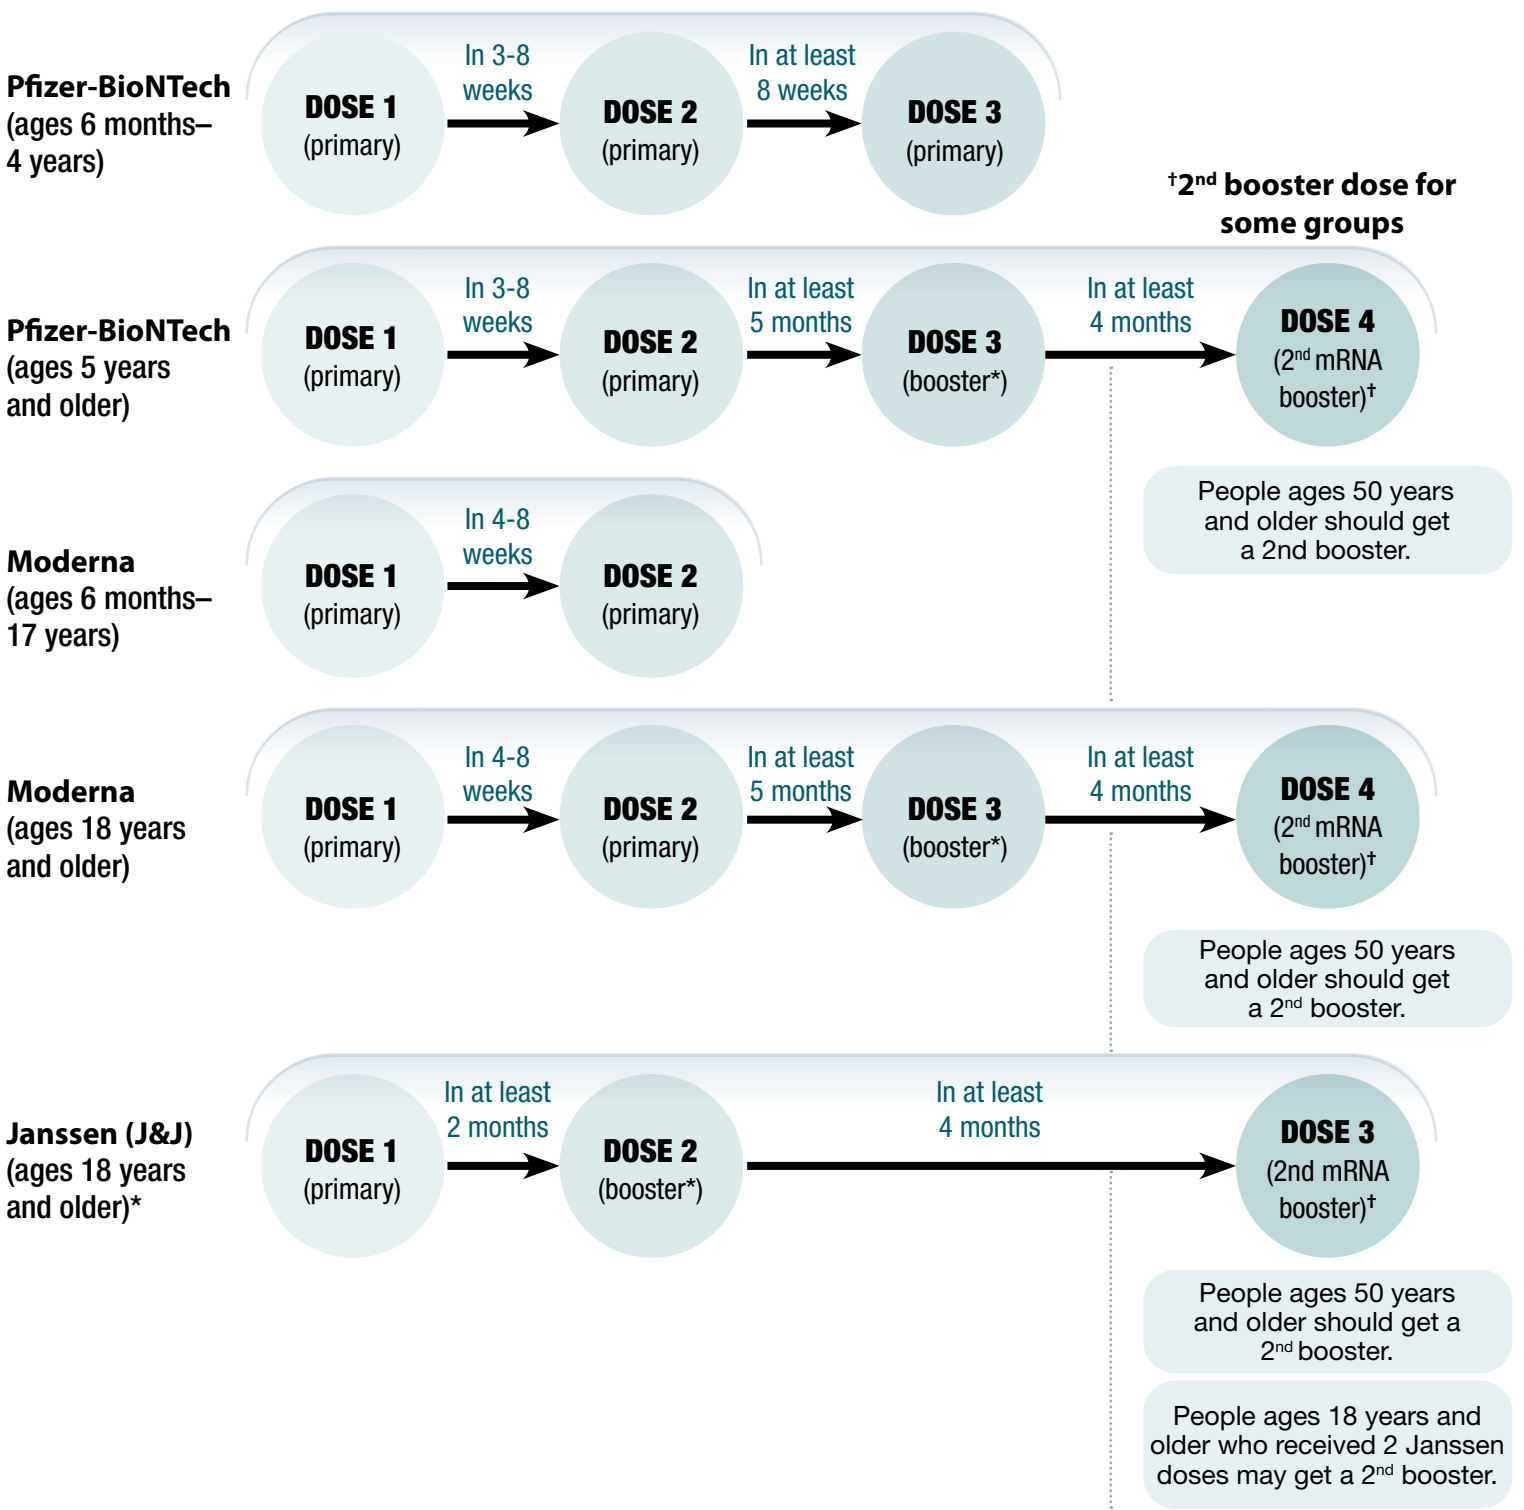 Pfizer-BioNTech
(ages 6 months–
4 years)
DOSE 1
(primary)
In 3-8
weeks
DOSE 2
(primary)
In at least
8 weeks
DOSE 3
(primary)
†2nd booster dose for
some groups
Pfizer-BioNTech
(ages 5 years
and older)
DOSE 1
(primary)
In 3-8
weeks
DOSE 2
(primary)
In at least
5 months
DOSE 3
(booster*)
In at least
4 months
DOSE 4
(2nd mRNA
booster)†
People ages 50 years
and older should get
a 2nd booster.
Moderna
(ages 6 months–
17 years)
DOSE 1
(primary)
In 4-8
weeks
DOSE 2
(primary)
Moderna
(ages 18 years
and older)
DOSE 1
(primary)
In 4-8
weeks
DOSE 2
(primary)
In at least
5 months
DOSE 3
(booster*)
In at least
4 months
DOSE 4
(2nd mRNA
booster)†
People ages 50 years
and older should get
a 2nd booster.
Janssen (J&J)
(ages 18 years
and older)*
DOSE 1
(primary)
In at least
2 months
DOSE 2
(booster*)
In at least
4 months
DOSE 3
(2nd mRNA
booster)†
People ages 50 years
and older should get a
2nd booster.
People ages 18 years and
older who received 2 Janssen
doses may get a 2nd booster.